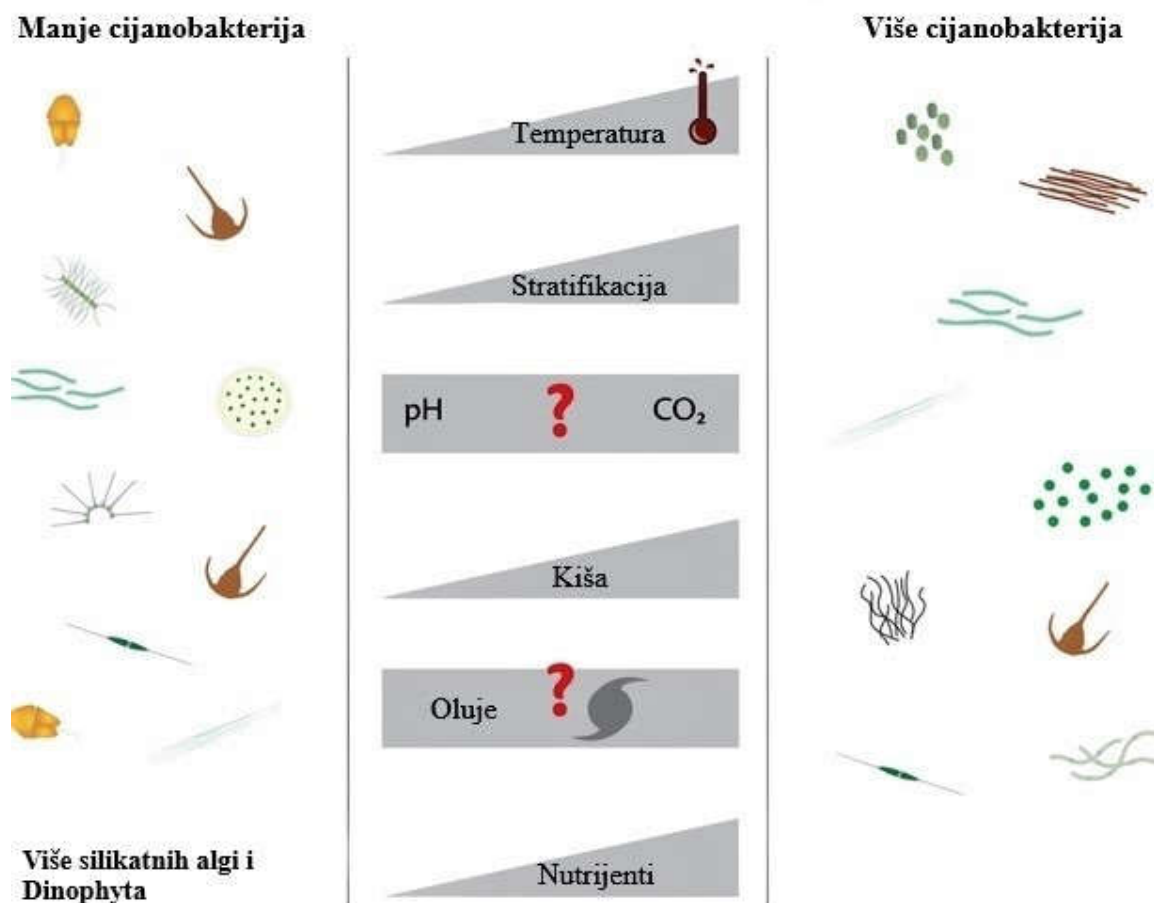 Manje cijanobakterija
Više cijanobakterija
Temperatura
Stratifikacija
pH ? CO₂
Kiša
Oluje ?
Nutrijenti
Više silikatnih algi i
Dinophyta